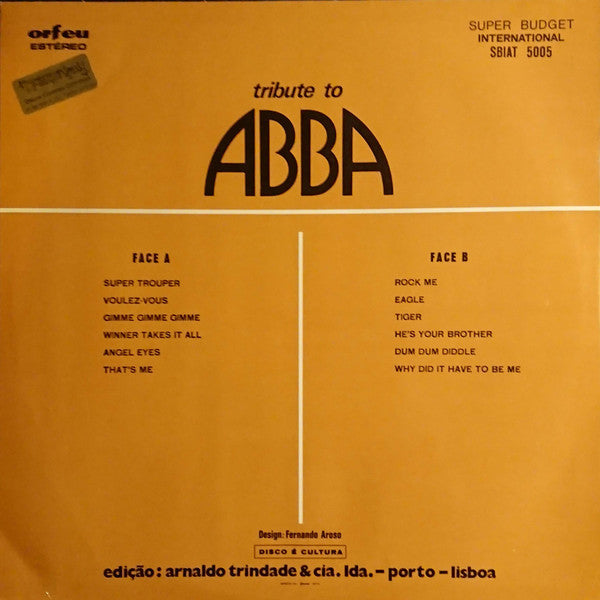 orfeu
ESTÉREO
SUPER BUDGET
INTERNATIONAL
SBIAT 5005
tribute to
ABBA
FACE A
SUPER TROUPER
VOULEZ-VOUS
GIMME GIMME GIMME
WINNER TAKES IT ALL
ANGEL EYES
THAT'S ME
FACE B
ROCK ME
EAGLE
TIGER
HE'S YOUR BROTHER
DUM DUM DIDDLE
WHY DID IT HAVE TO BE ME
Design: Fernando Aroso
DISCO É CULTURA
edição: arnaldo trindade & cia. lda. - porto - lisboa